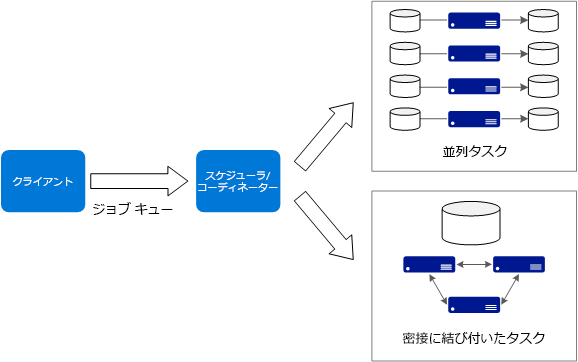 クライアント
ジョブ キュー
スケジューラ/
コーディネーター
並列タスク
密接に結び付いたタスク